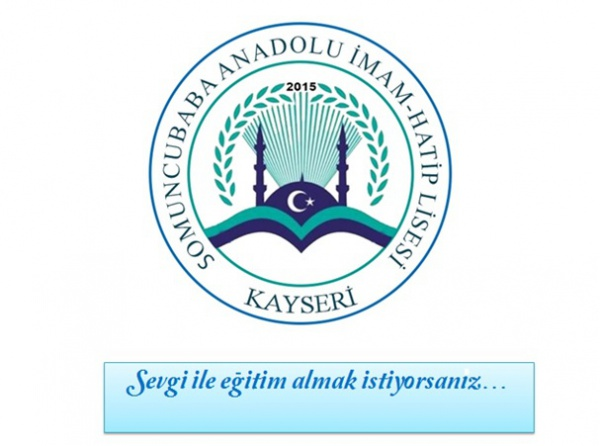 SOMUNCUBABA ANADOLU İMAM-HATİP LİSESİ
2015
KAYSERİ
Sevgi ile eğitim almak istiyorsanız...